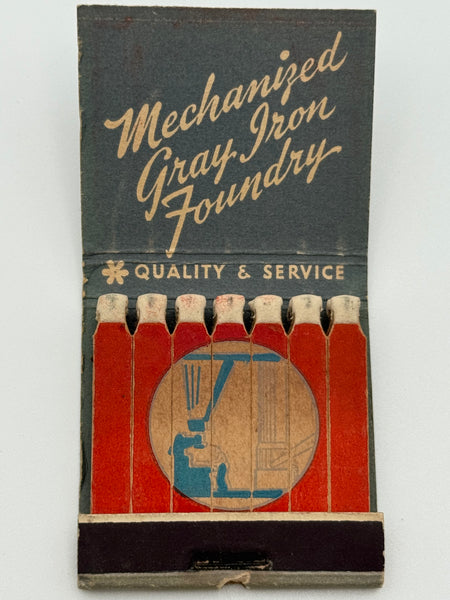 Mechanized
Gray Iron
Foundry
QUALITY & SERVICE